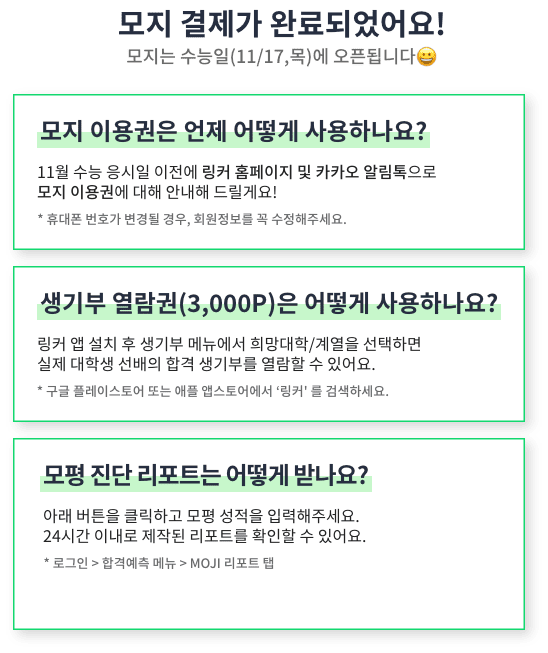 모지 결제가 완료되었어요!
모지는 수능일(11/17,목)에 오픈됩니다😀
모지 이용권은 언제 어떻게 사용하나요?
11월 수능 응시일 이전에 링커 홈페이지 및 카카오 알림톡으로
모지 이용권에 대해 안내해 드릴게요!
* 휴대폰 번호가 변경될 경우, 회원정보를 꼭 수정해주세요.
생기부 열람권(3,000P)은 어떻게 사용하나요?
링커 앱 설치 후 생기부 메뉴에서 희망대학/계열을 선택하면
실제 대학생 선배의 합격 생기부를 열람할 수 있어요.
* 구글 플레이스토어 또는 애플 앱스토어에서 ‘링커' 를 검색하세요.
모평 진단 리포트는 어떻게 받나요?
아래 버튼을 클릭하고 모평 성적을 입력해주세요.
24시간 이내로 제작된 리포트를 확인할 수 있어요.
* 로그인 > 합격예측 메뉴 > MOJI 리포트 탭